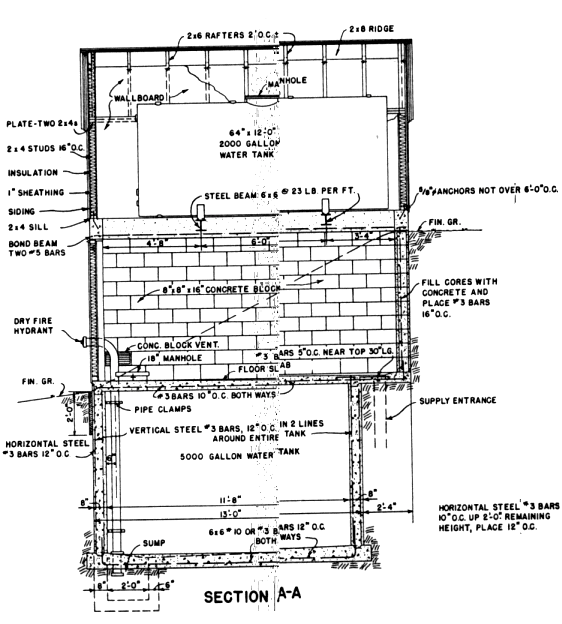 2x6 RAFTERS 2' O.C.±
2x8 RIDGE
MANHOLE
WALLBOARD
PLATE-TWO 2x4s
2x4 STUDS 16" O.C.
INSULATION
1" SHEATHING
SIDING
2x4 SILL
BOND BEAM
TWO #5 BARS
64" x 12'-0"
2000 GALLON
WATER TANK
STEEL BEAM 6x6 @ 23 LB. PER FT.
5/8" ANCHORS NOT OVER 6'-0" O.C.
FIN. GR.
4'-8"
6'-0"
3'-4"
8"x8"x16" CONCRETE BLOCK
FILL CORES WITH
CONCRETE AND
PLACE #3 BARS
16" O.C.
DRY FIRE
HYDRANT
CONC. BLOCK VENT.
18" MANHOLE
#3 BARS 5" O.C. NEAR TOP 30" LG.
FLOOR SLAB
FIN. GR.
2'-0"
#3 BARS 10" O.C. BOTH WAYS
PIPE CLAMPS
SUPPLY ENTRANCE
VERTICAL STEEL #3 BARS, 12" O.C. IN 2 LINES
AROUND ENTIRE TANK
HORIZONTAL STEEL
#3 BARS 12" O.C.
5000 GALLON WATER TANK
6"
8"
11'-8"
8"
13'-0"
2'-4"
HORIZONTAL STEEL #3 BARS
10" O.C. UP 2'-0" REMAINING
HEIGHT, PLACE 12" O.C.
6x6 #10 OR #3 BARS 12" O.C.
BOTH WAYS
SUMP
8"
2'-0"
6"
SECTION A-A